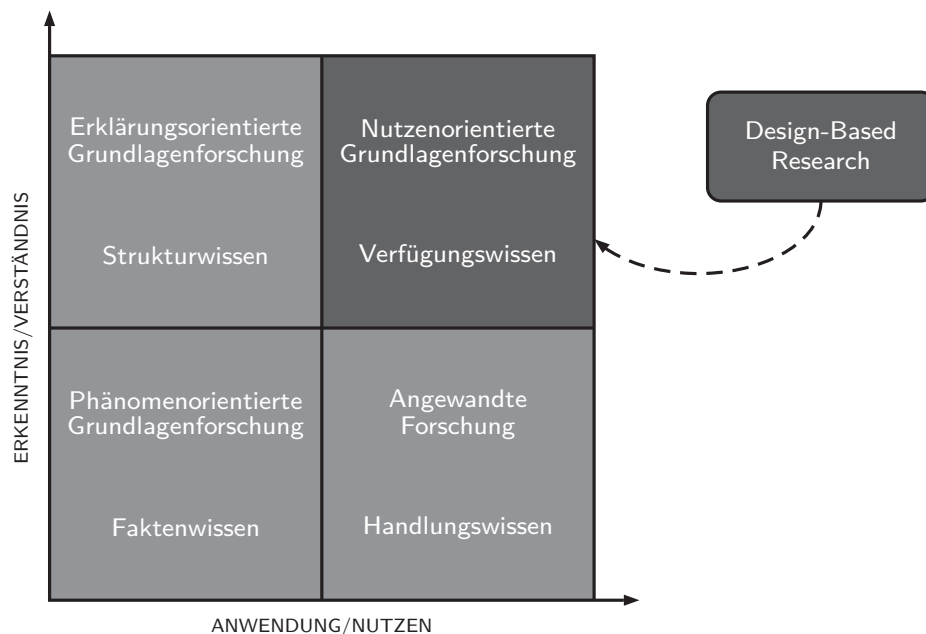 Erklärungsorientierte
Grundlagenforschung
Strukturwissen
Nutzenorientierte
Grundlagenforschung
Verfügungswissen
Design-Based
Research
Phänomenorientierte
Grundlagenforschung
Faktenwissen
Angewandte
Forschung
Handlungswissen
ERKENNTNIS/VERSTÄNDNIS
ANWENDUNG/NUTZEN